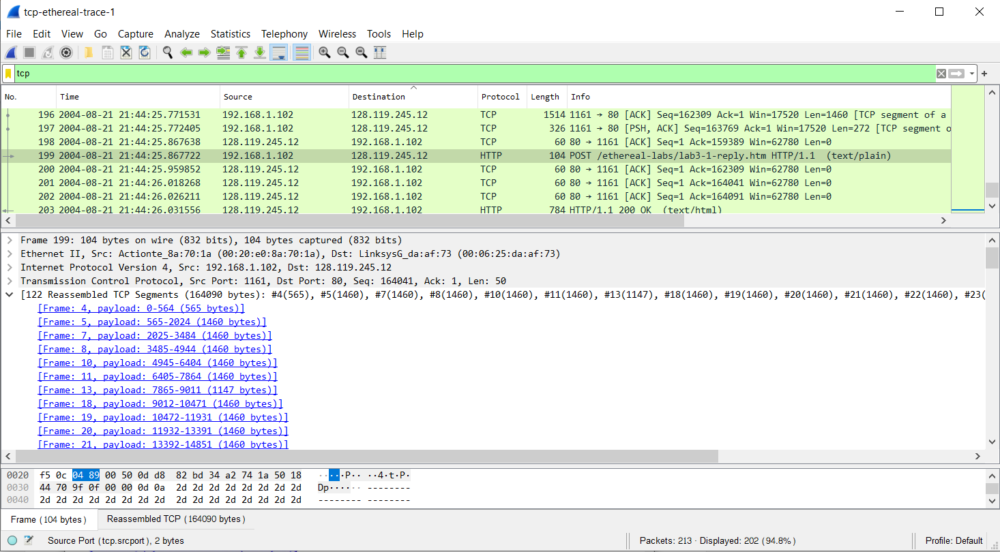 tcp-ethereal-trace-1
File Edit View Go Capture Analyze Statistics Telephony Wireless Tools Help
tcp
No. Time Source Destination Protocol Length Info
196 2004-08-21 21:44:25.771531 192.168.1.102 128.119.245.12 TCP 1514 1161 → 80 [ACK] Seq=162309 Ack=1 Win=17520 Len=1460 [TCP segment of a
197 2004-08-21 21:44:25.772405 192.168.1.102 128.119.245.12 TCP 326 1161 → 80 [PSH, ACK] Seq=163769 Ack=1 Win=17520 Len=272 [TCP segment o
198 2004-08-21 21:44:25.867638 128.119.245.12 192.168.1.102 TCP 60 80 → 1161 [ACK] Seq=1 Ack=159389 Win=62780 Len=0
199 2004-08-21 21:44:25.867722 192.168.1.102 128.119.245.12 HTTP 104 POST /ethereal-labs/lab3-1-reply.htm HTTP/1.1 (text/plain)
200 2004-08-21 21:44:25.959852 128.119.245.12 192.168.1.102 TCP 60 80 → 1161 [ACK] Seq=1 Ack=162309 Win=62780 Len=0
201 2004-08-21 21:44:26.018268 128.119.245.12 192.168.1.102 TCP 60 80 → 1161 [ACK] Seq=1 Ack=164041 Win=62780 Len=0
202 2004-08-21 21:44:26.026211 128.119.245.12 192.168.1.102 TCP 60 80 → 1161 [ACK] Seq=1 Ack=164091 Win=62780 Len=0
203 2004-08-21 21:44:26.031556 128.119.245.12 192.168.1.102 HTTP 784 HTTP/1.1 200 OK (text/html)
Frame 199: 104 bytes on wire (832 bits), 104 bytes captured (832 bits)
Ethernet II, Src: Actionte_8a:70:1a (00:20:e0:8a:70:1a), Dst: LinksysG_da:af:73 (00:06:25:da:af:73)
Internet Protocol Version 4, Src: 192.168.1.102, Dst: 128.119.245.12
Transmission Control Protocol, Src Port: 1161, Dst Port: 80, Seq: 164041, Ack: 1, Len: 50
[122 Reassembled TCP Segments (164090 bytes): #4(565), #5(1460), #7(1460), #8(1460), #10(1460), #11(1460), #13(1147), #18(1460), #19(1460), #20(1460), #21(1460), #22(1460), #23(
[Frame: 4, payload: 0-564 (565 bytes)]
[Frame: 5, payload: 565-2024 (1460 bytes)]
[Frame: 7, payload: 2025-3484 (1460 bytes)]
[Frame: 8, payload: 3485-4944 (1460 bytes)]
[Frame: 10, payload: 4945-6404 (1460 bytes)]
[Frame: 11, payload: 6405-7864 (1460 bytes)]
[Frame: 13, payload: 7865-9011 (1147 bytes)]
[Frame: 18, payload: 9012-10471 (1460 bytes)]
[Frame: 19, payload: 10472-11931 (1460 bytes)]
[Frame: 20, payload: 11932-13391 (1460 bytes)]
[Frame: 21, payload: 13392-14851 (1460 bytes)]
0020 f5 0c 04 89 00 50 0d d8 82 bd 34 a2 74 1a 50 18 ·····P·· ··4·t·P·
0030 44 70 9f 0f 00 00 0d 0a 2d 2d 2d 2d 2d 2d 2d 2d Dp······ --------
0040 2d 2d 2d 2d 2d 2d 2d 2d 2d 2d 2d 2d 2d 2d 2d 2d -------- --------
Frame (104 bytes) Reassembled TCP (164090 bytes)
Source Port (tcp.srcport), 2 bytes Packets: 213 · Displayed: 202 (94.8%) Profile: Default